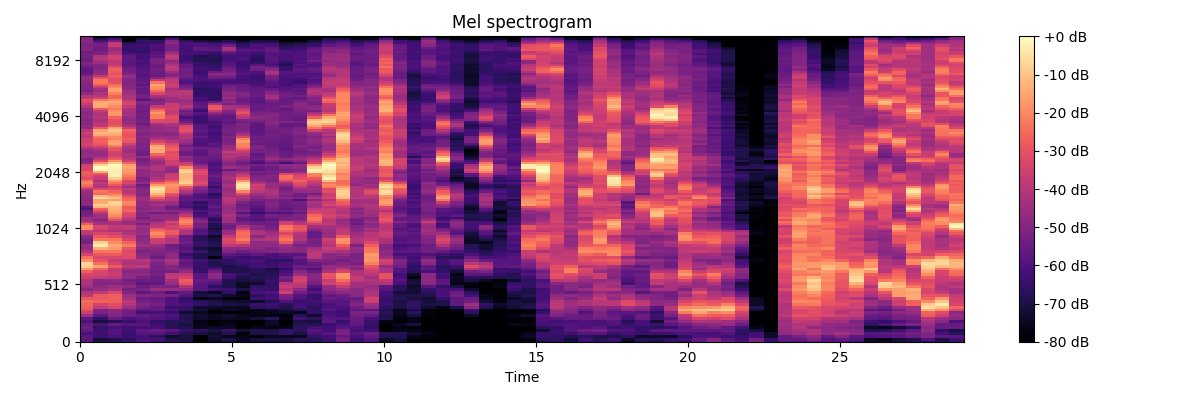 Mel spectrogram
8192
4096
2048
1024
512
0
Hz
0 5 10 15 20 25
Time
+0 dB
-10 dB
-20 dB
-30 dB
-40 dB
-50 dB
-60 dB
-70 dB
-80 dB